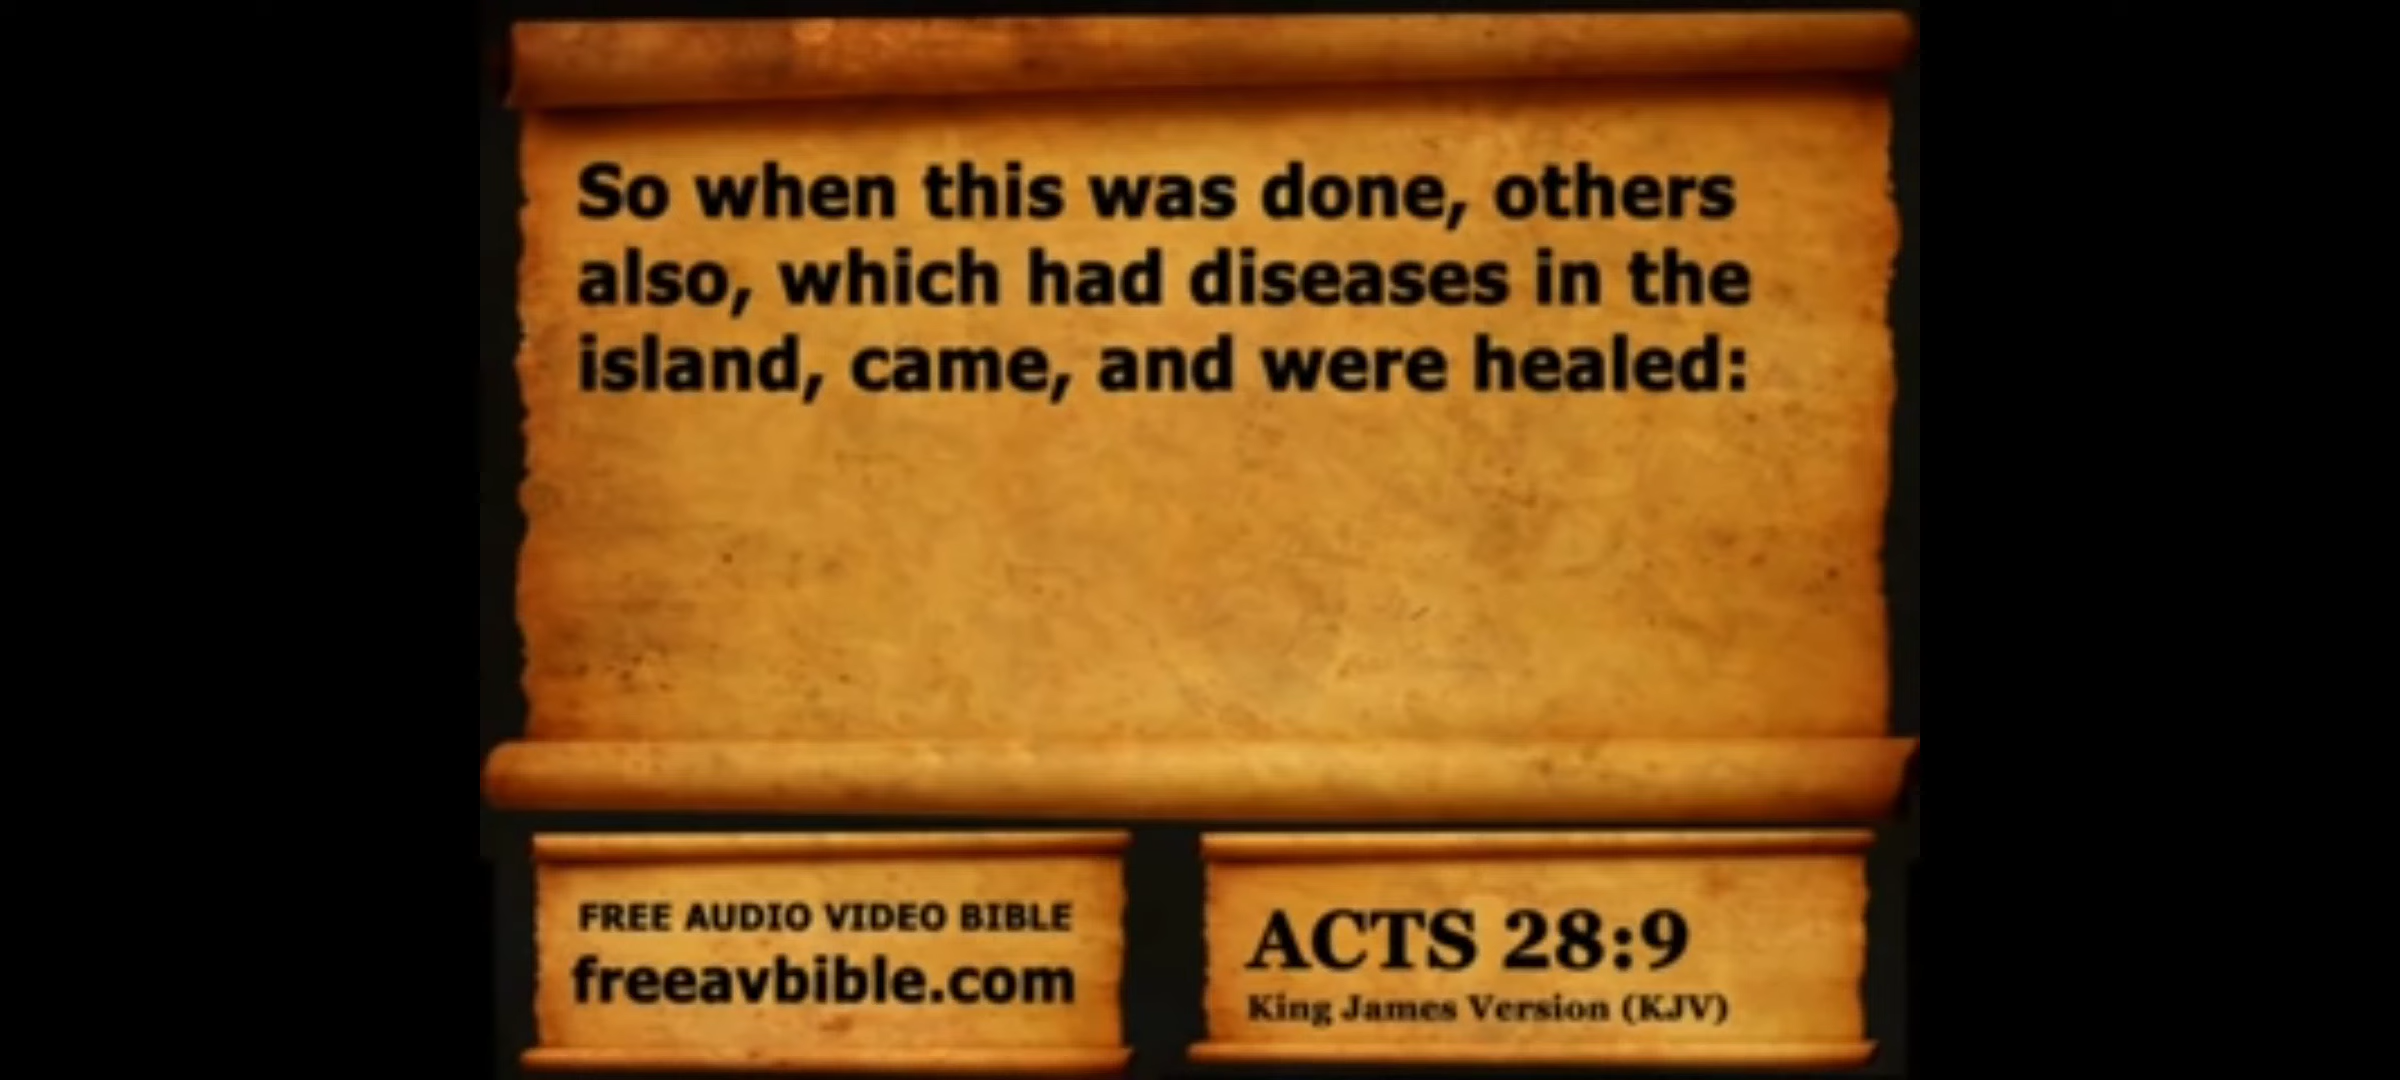 So when this was done, others
also, which had diseases in the
island, came, and were healed:
FREE AUDIO VIDEO BIBLE
freeavbible.com
ACTS 28:9
King James Version (KJV)